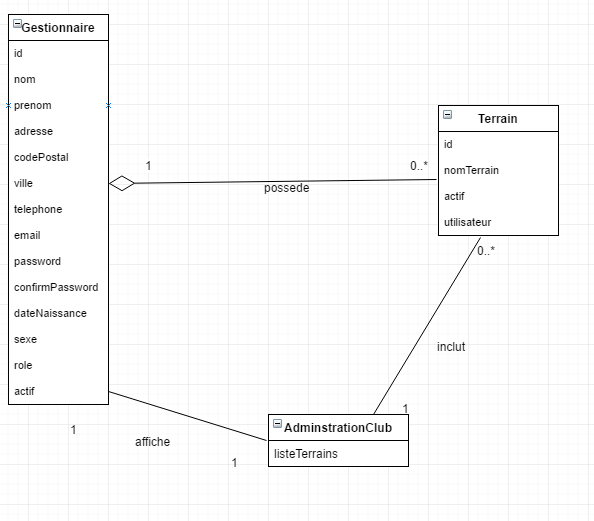 Gestionnaire
id
nom
prenom
adresse
codePostal
ville
telephone
email
password
confirmPassword
dateNaissance
sexe
role
actif
1
possede
0..*
Terrain
id
nomTerrain
actif
utilisateur
0..*
inclut
1
1
affiche
1
AdminstrationClub
listeTerrains